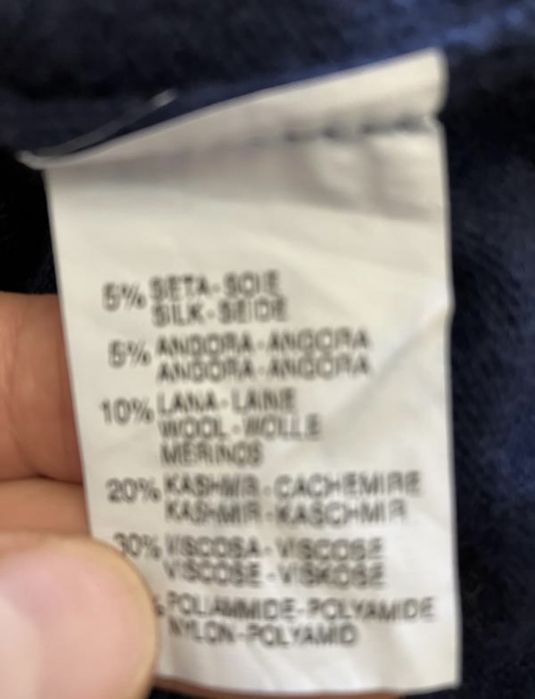 5% SETA-SOIE
SILK-SEIDE
5% ANGORA-ANGORA
ANGORA-ANGORA
10% LANA-LAINE
WOOL-WOLLE
MERINOS
20% KASHMIR-CACHEMIRE
KASHMIR-KASCHMIR
30% VISCOSA-VISCOSE
VISCOSE-VISKOSE
% POLIAMMIDE-POLYAMIDE
NYLON-POLYAMID